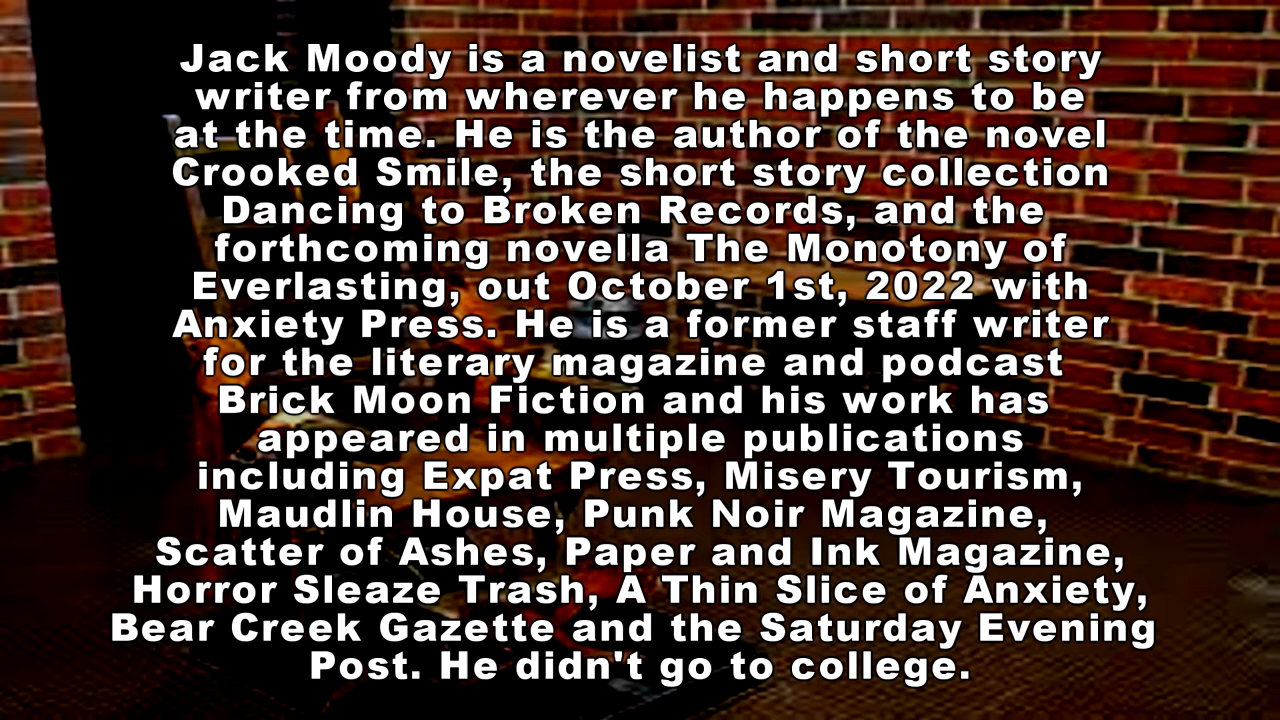 Jack Moody is a novelist and short story
writer from wherever he happens to be
at the time. He is the author of the novel
Crooked Smile, the short story collection
Dancing to Broken Records, and the
forthcoming novella The Monotony of
Everlasting, out October 1st, 2022 with
Anxiety Press. He is a former staff writer
for the literary magazine and podcast
Brick Moon Fiction and his work has
appeared in multiple publications
including Expat Press, Misery Tourism,
Maudlin House, Punk Noir Magazine,
Scatter of Ashes, Paper and Ink Magazine,
Horror Sleaze Trash, A Thin Slice of Anxiety,
Bear Creek Gazette and the Saturday Evening
Post. He didn't go to college.